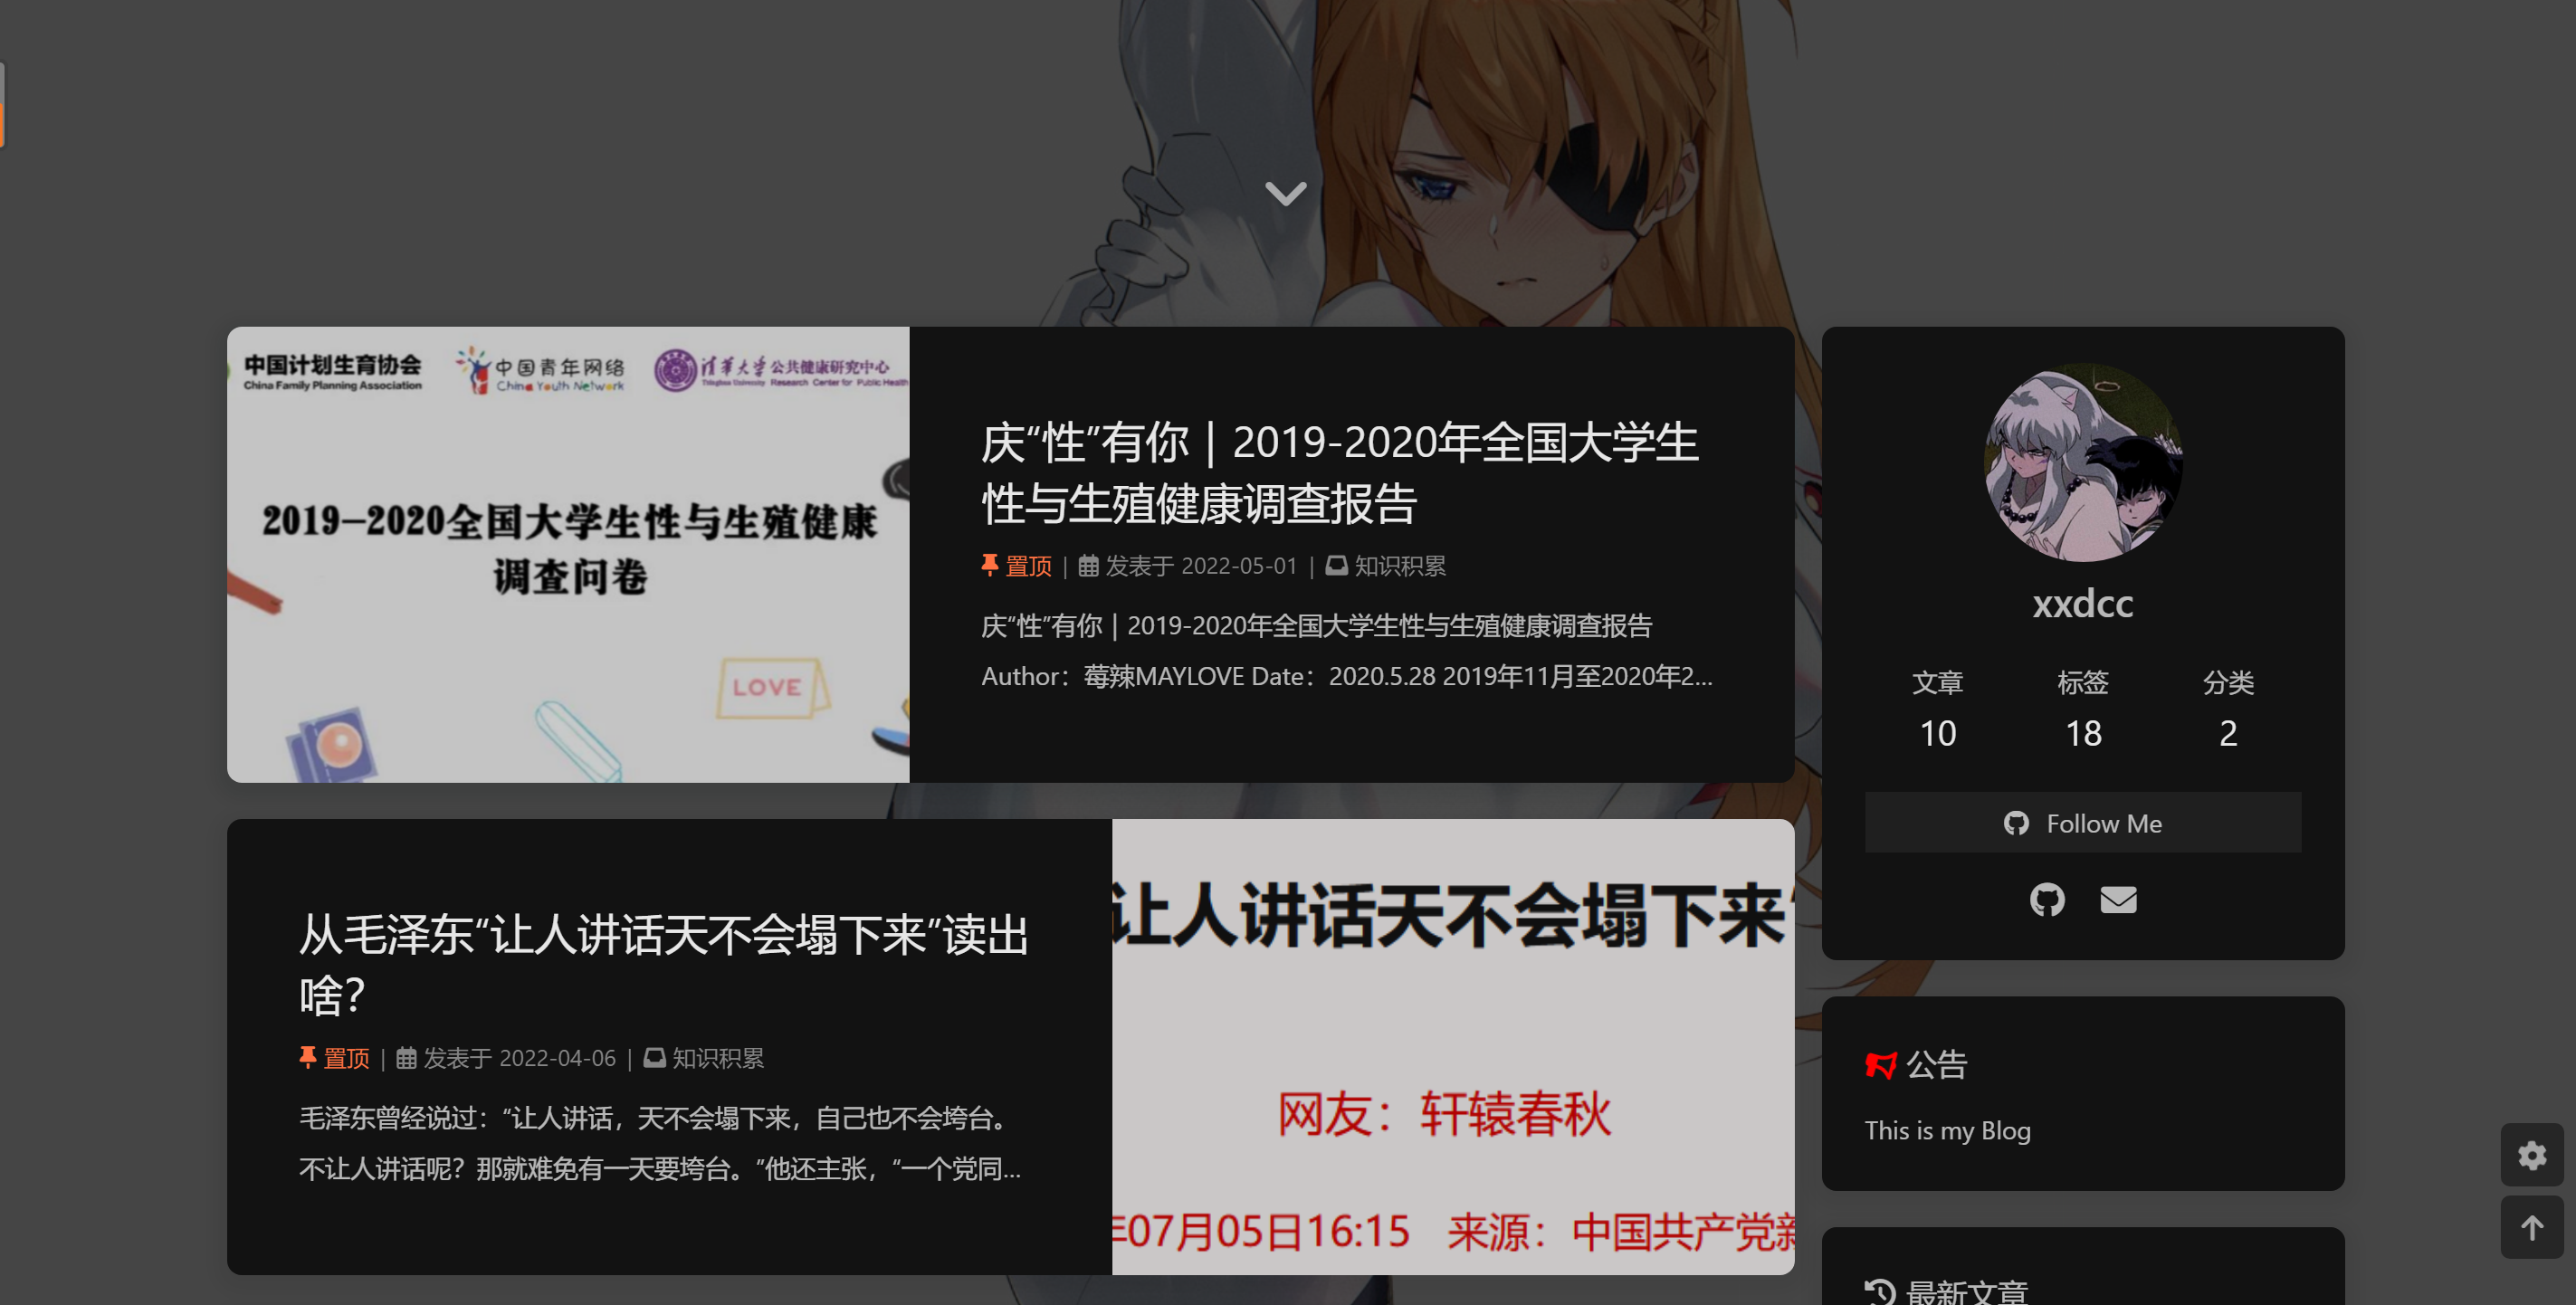 中国计划生育协会
China Family Planning Association
中国青年网络
China Youth Network
清华大学公共健康研究中心
Tsinghua University Research Center for Public Health
2019-2020全国大学生性与生殖健康
调查问卷
LOVE
庆“性”有你 | 2019-2020年全国大学生
性与生殖健康调查报告
置顶 | 发表于 2022-05-01 | 知识积累
庆“性”有你 | 2019-2020年全国大学生性与生殖健康调查报告
Author：莓辣MAYLOVE Date：2020.5.28 2019年11月至2020年2...
从毛泽东“让人讲话天不会塌下来”读出
啥？
置顶 | 发表于 2022-04-06 | 知识积累
毛泽东曾经说过：“让人讲话，天不会塌下来，自己也不会垮台。
不让人讲话呢？那就难免有一天要垮台。”他还主张，“一个党同...
让人讲话天不会塌下来”
网友：轩辕春秋
年07月05日16:15 来源：中国共产党新
xxdcc
文章 标签 分类
10 18 2
Follow Me
公告
This is my Blog
最新文章